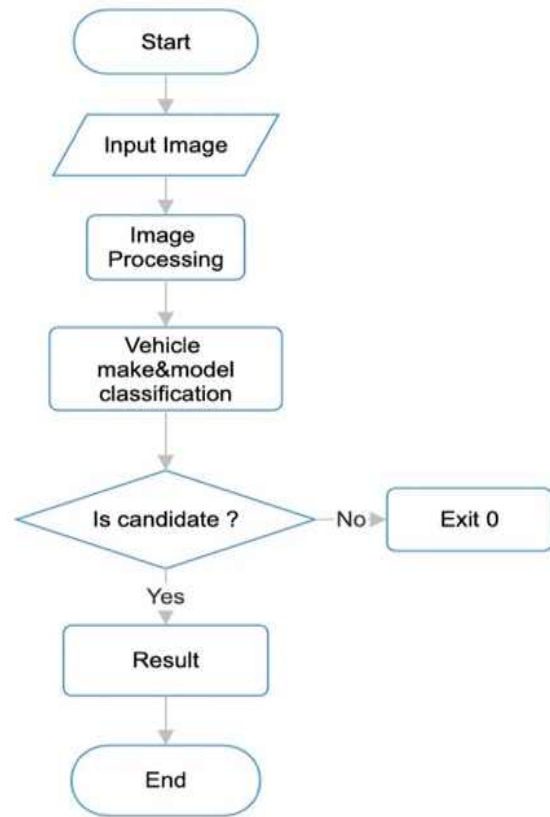 Start
Input Image
Image
Processing
Vehicle
make&model
classification
Is candidate ?
No
Exit 0
Yes
Result
End